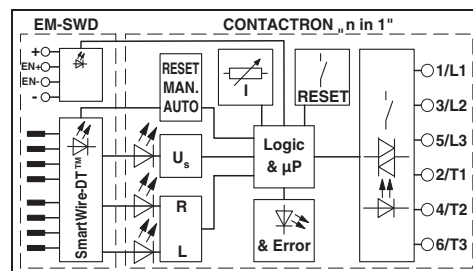 EM-SWD
CONTACTRON „n in 1"
+
EN+
EN-
-
SmartWire-DT™
RESET
MAN.
AUTO
I
RESET
Us
R
L
Logic
& µP
& Error
1/L1
3/L2
5/L3
2/T1
4/T2
6/T3